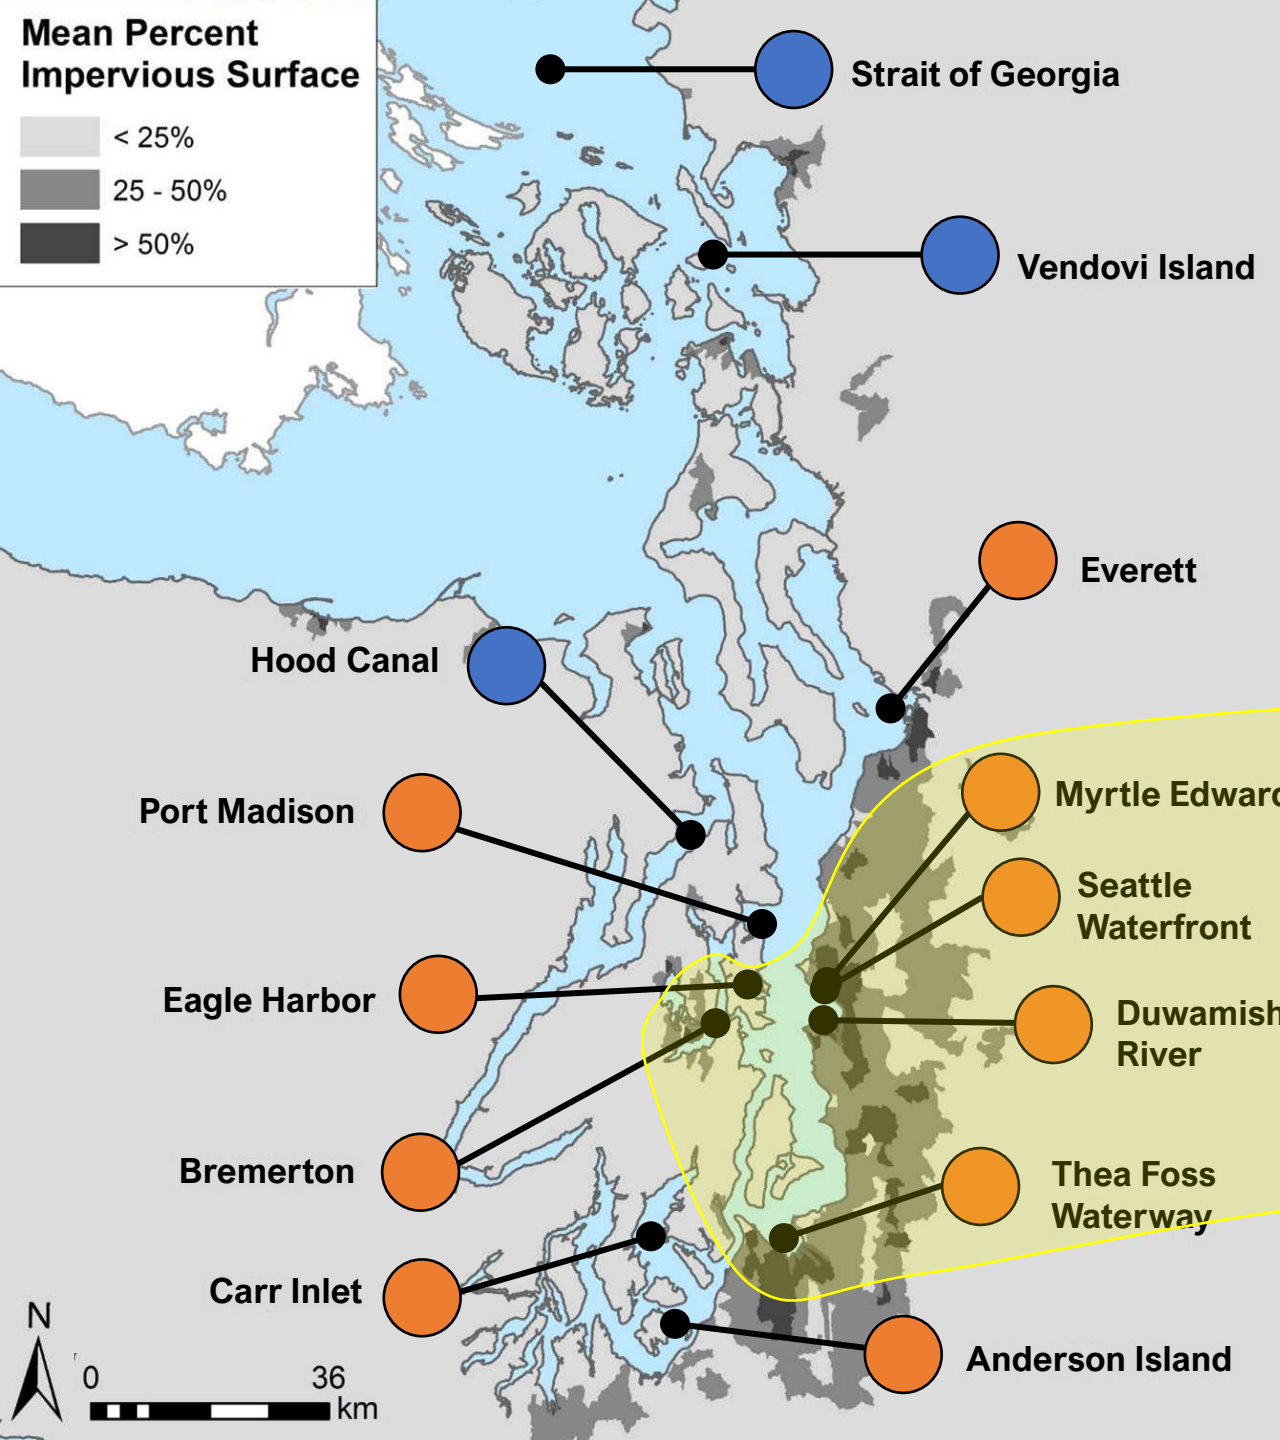 Mean Percent
Impervious Surface
< 25%
25 - 50%
> 50%
Strait of Georgia
Vendovi Island
Everett
Hood Canal
Port Madison
Myrtle Edward
Seattle
Waterfront
Eagle Harbor
Duwamish
River
Bremerton
Thea Foss
Waterway
Carr Inlet
Anderson Island
N
0 36
km